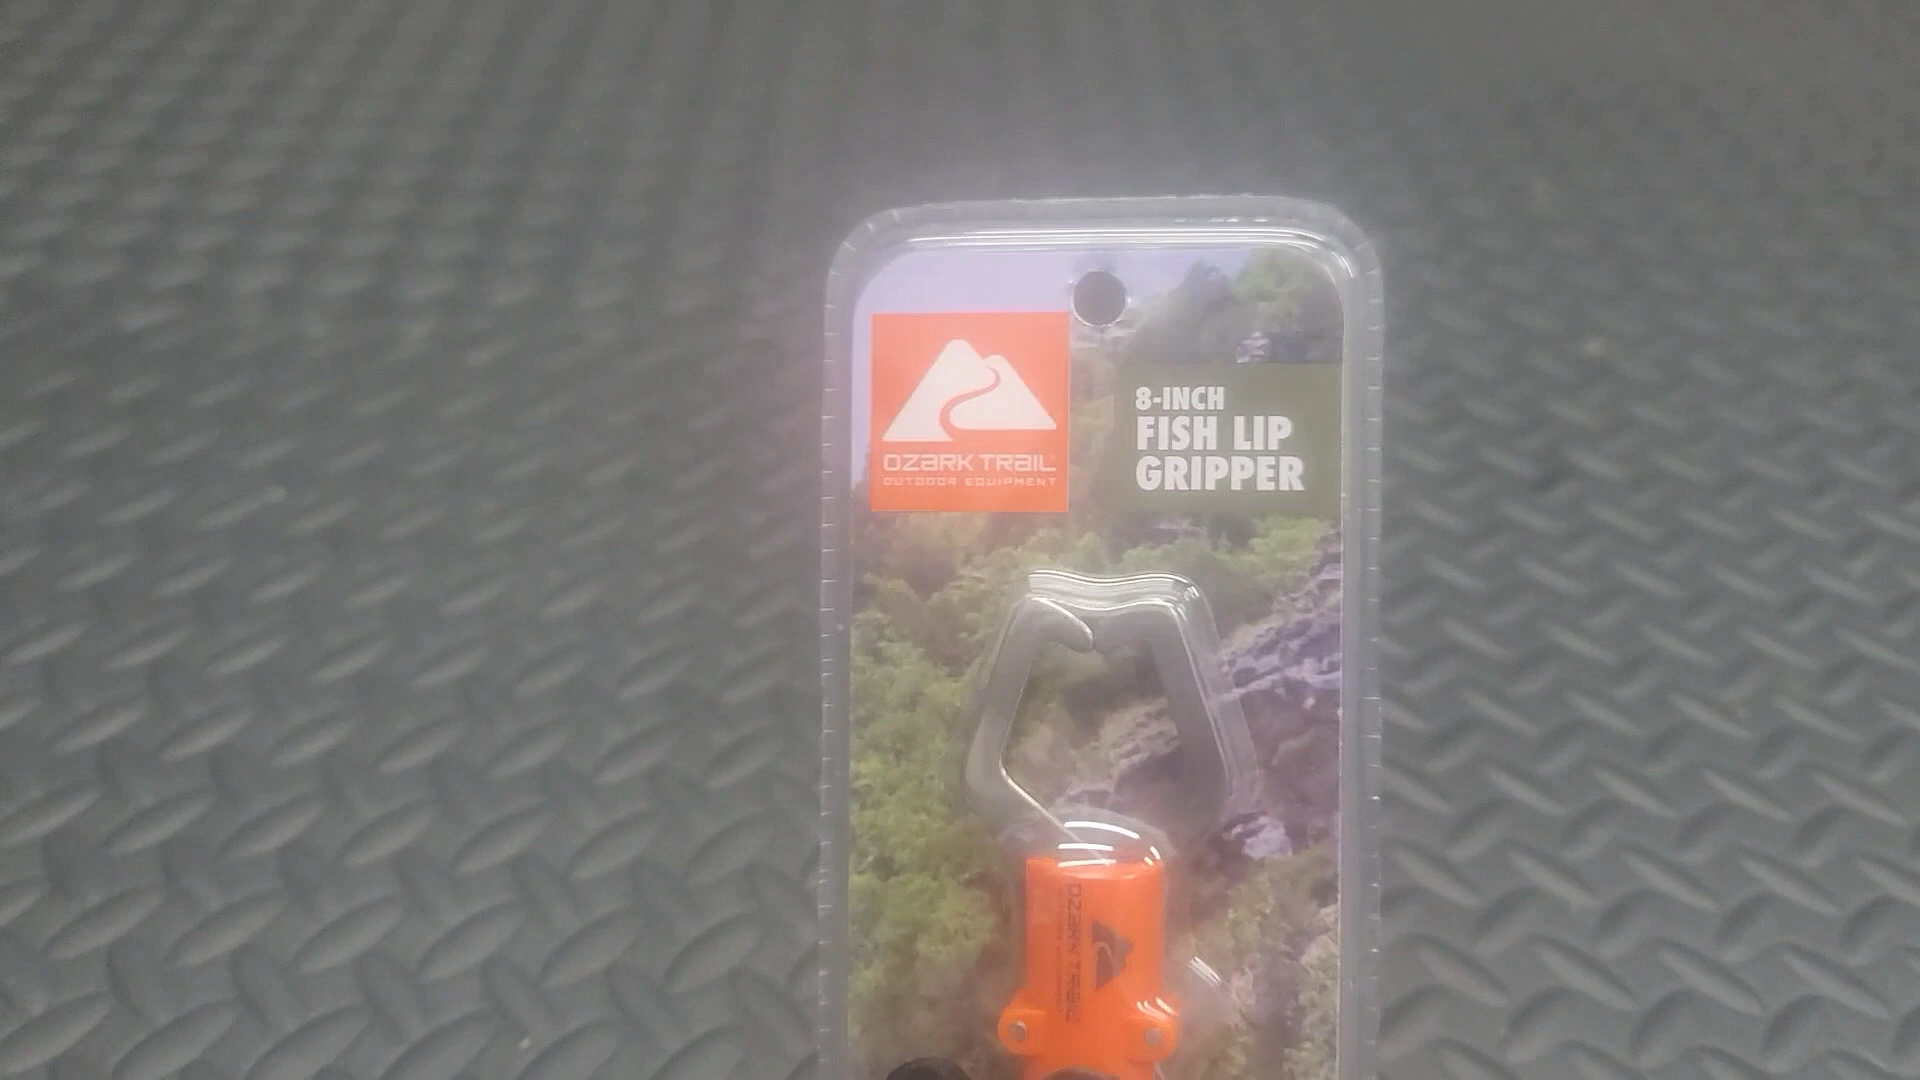 OZARK TRAIL
OUTDOOR EQUIPMENT
8-INCH
FISH LIP
GRIPPER
OZARK TRAIL